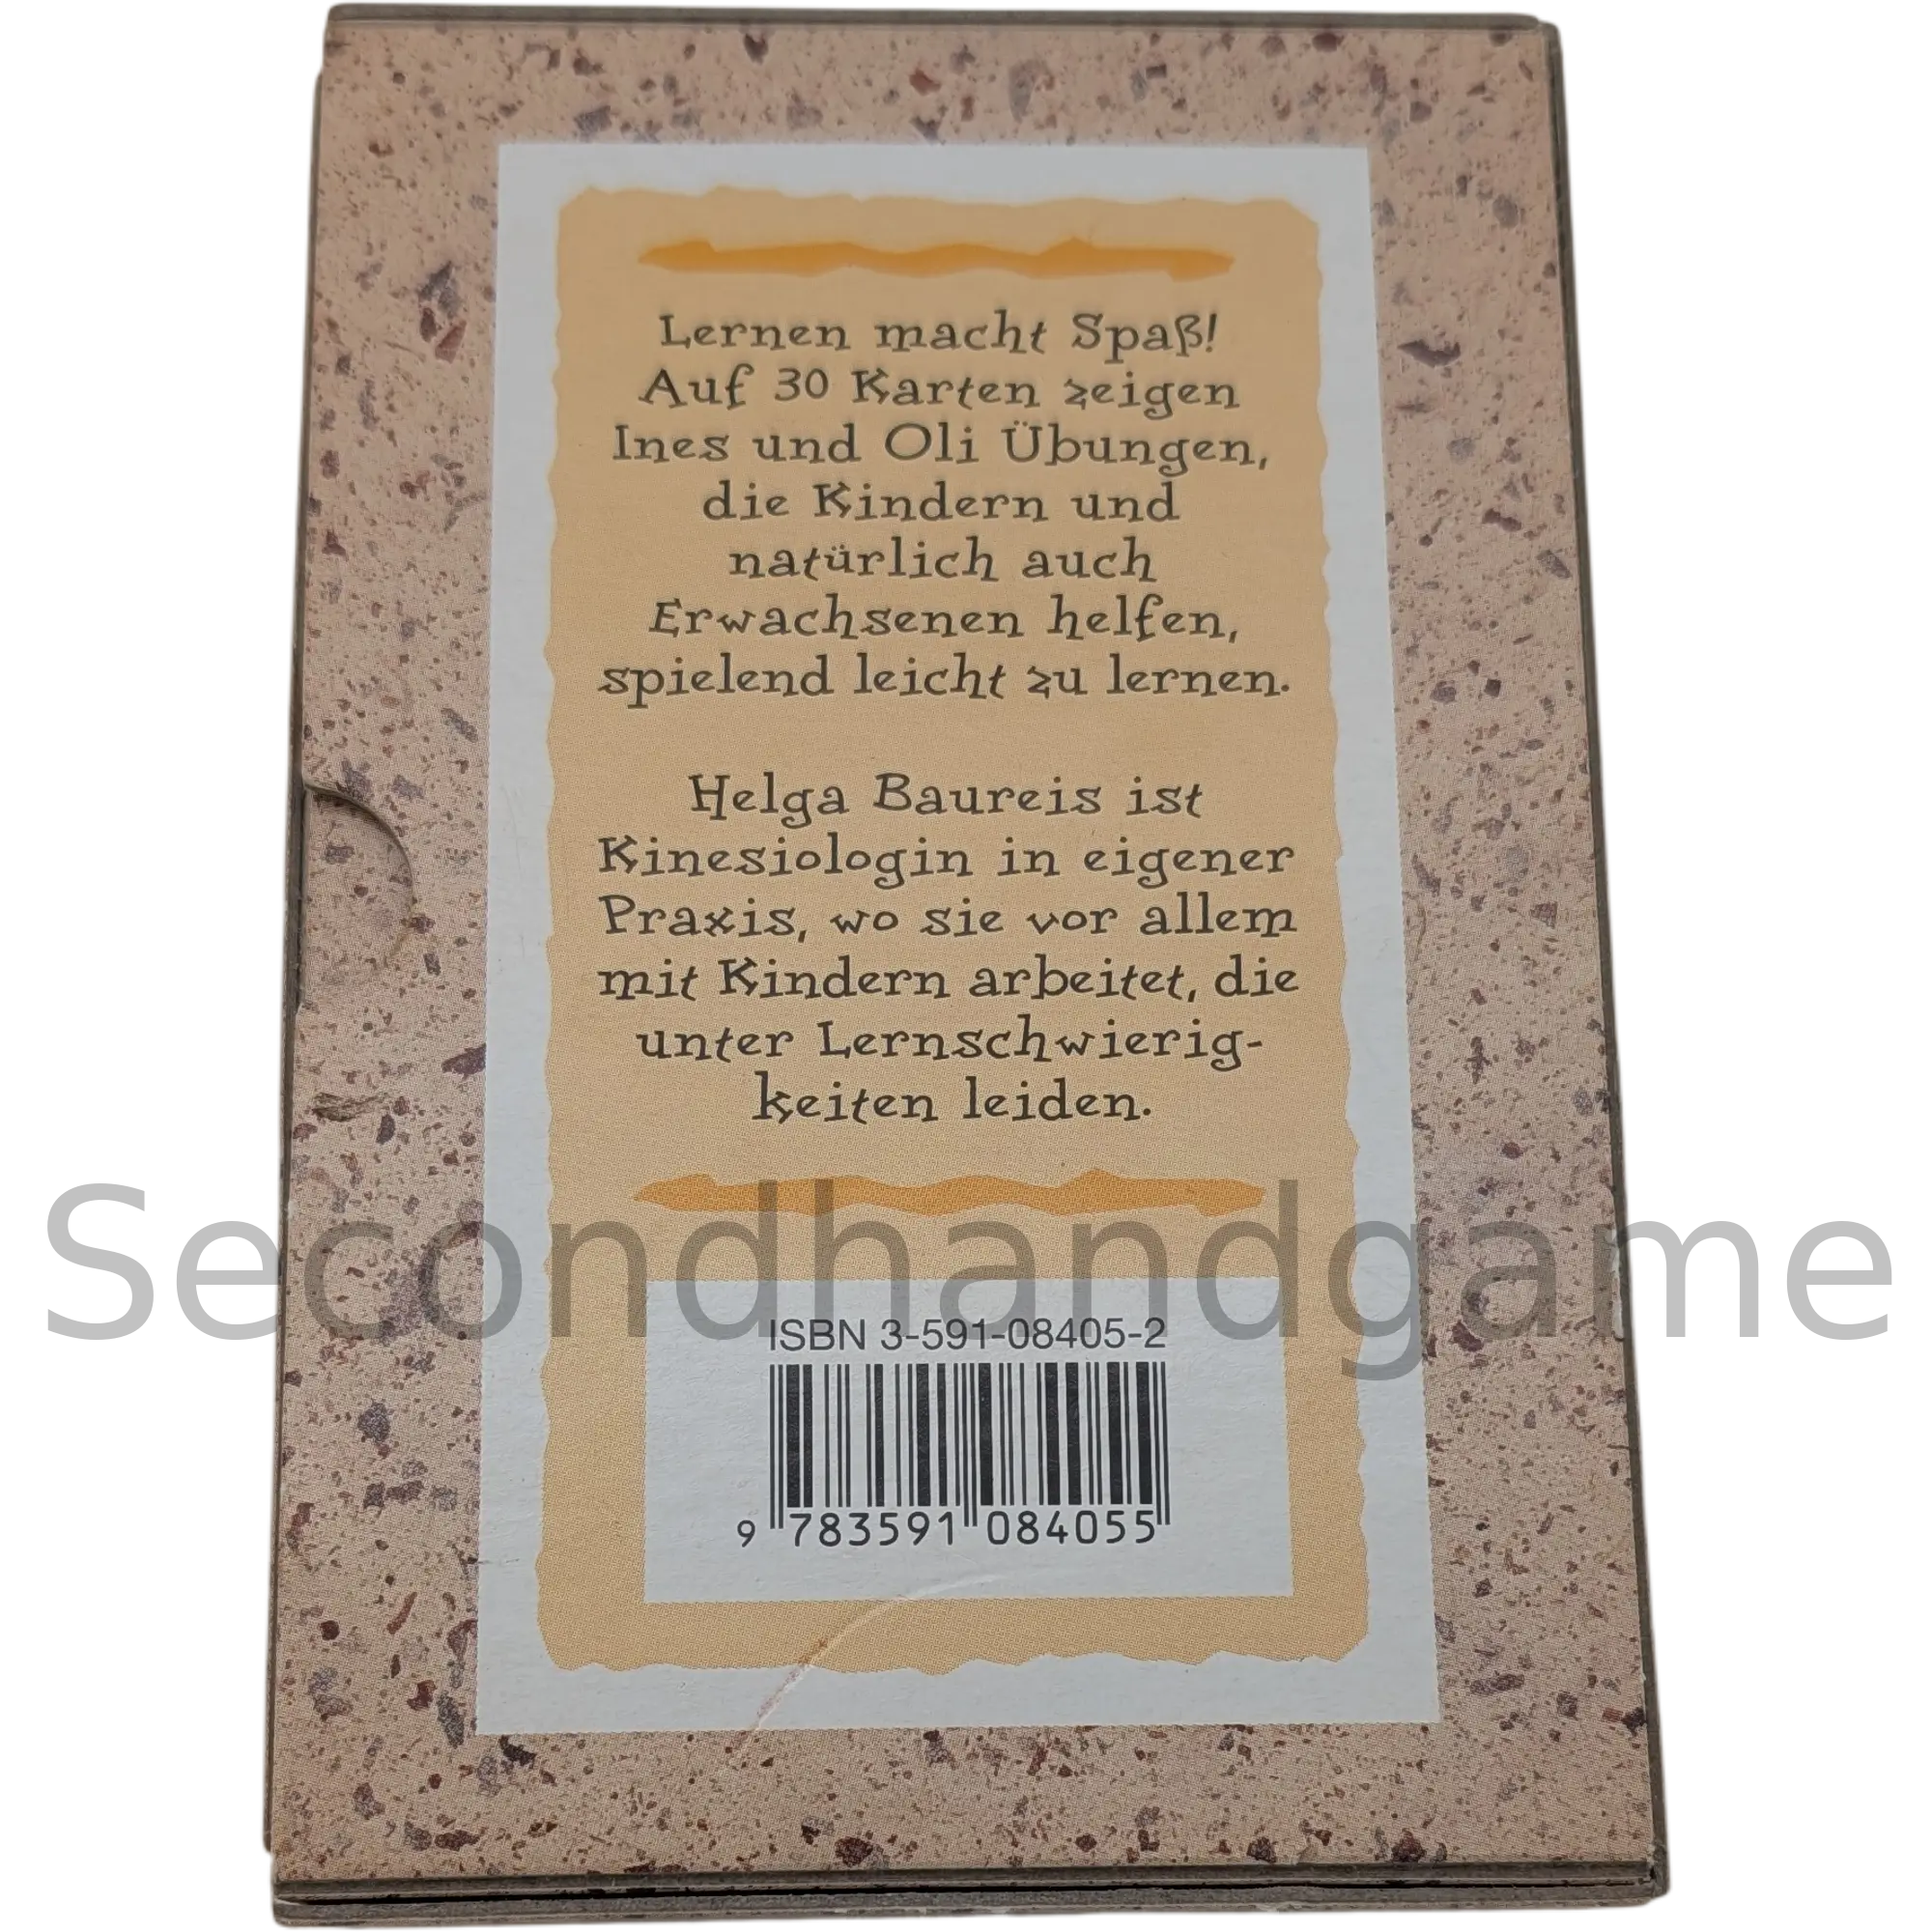 Lernen macht Spaß!
Auf 30 Karten zeigen
Ines und Oli Übungen,
die Kindern und
natürlich auch
Erwachsenen helfen,
spielend leicht zu lernen.
Helga Baureis ist
Kinesiologin in eigener
Praxis, wo sie vor allem
mit Kindern arbeitet, die
unter Lernschwierig-
keiten leiden.
Secondhandgame
ISBN 3-591-08405-2
9 783591 084055